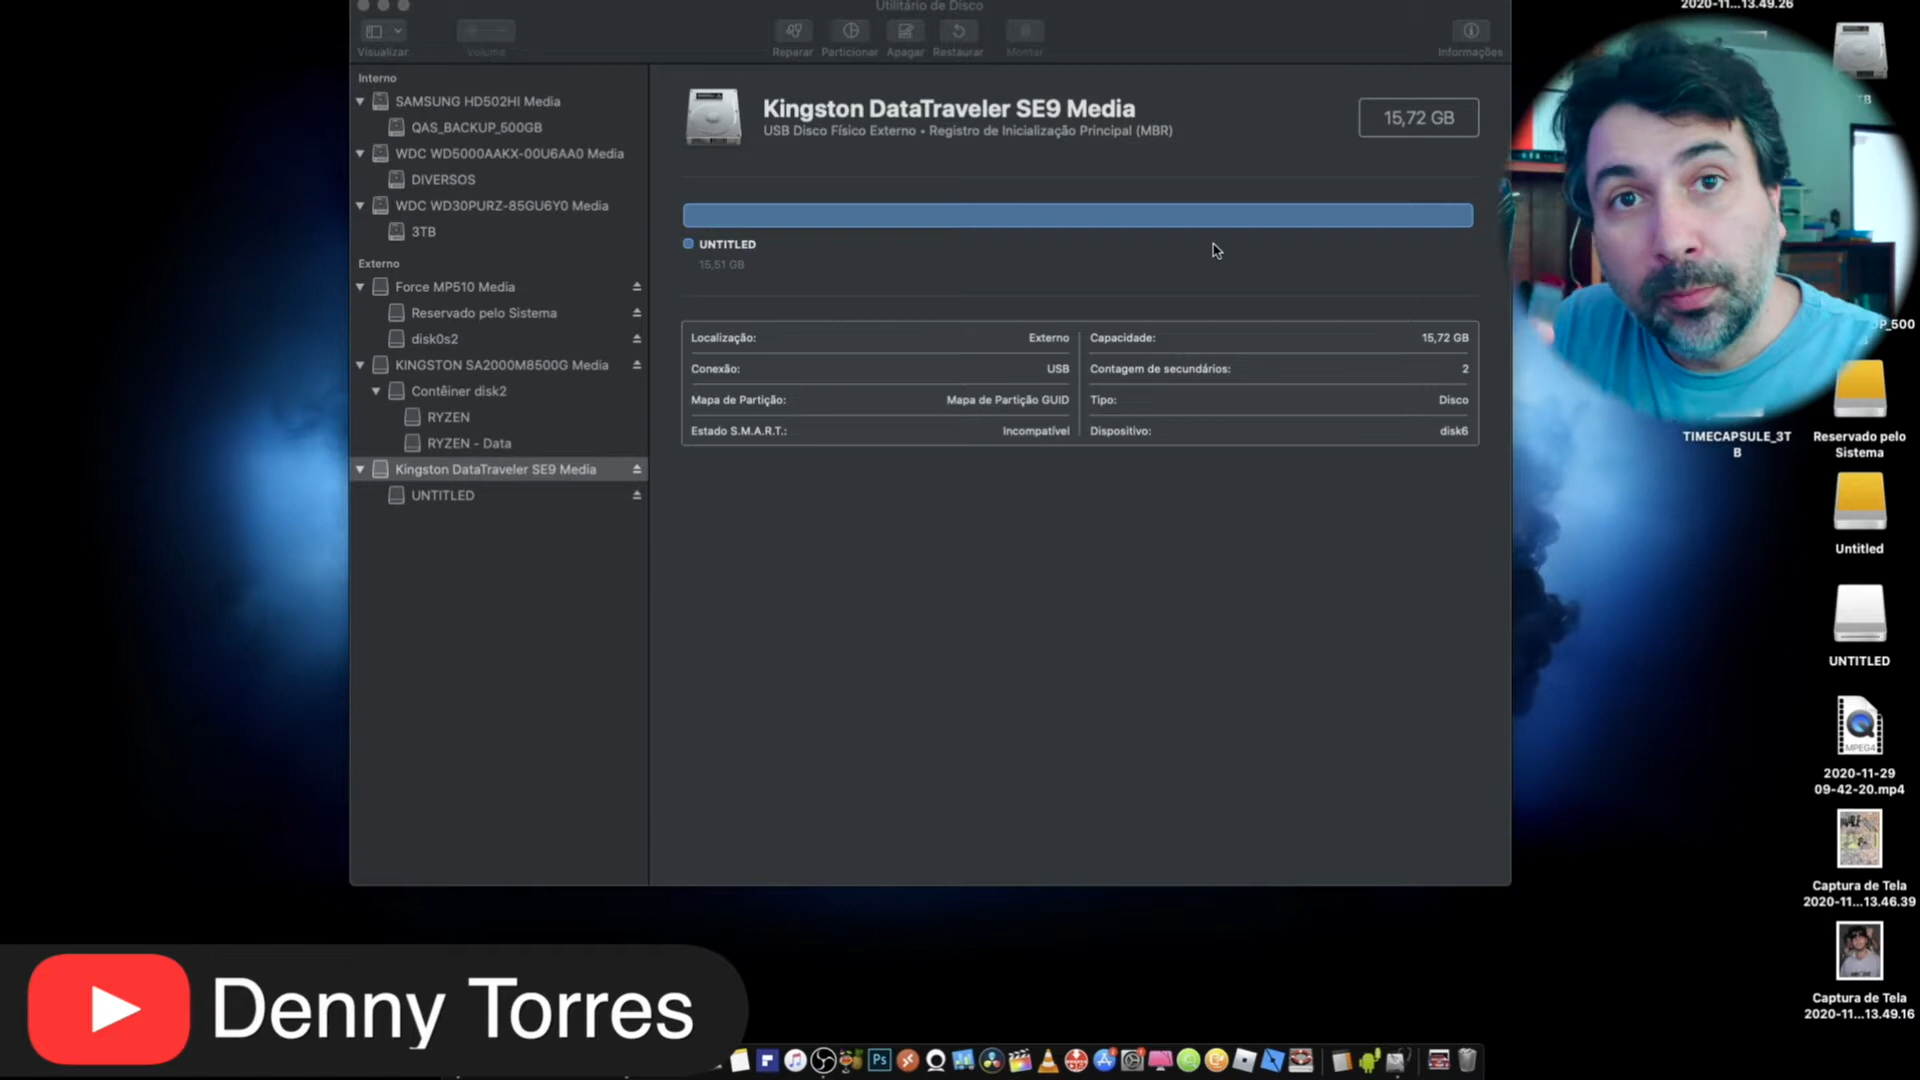 Utilitário de Disco
Visualizar
Volume
Reparar
Particionar
Apagar
Restaurar
Montar
Informações
Interno
SAMSUNG HD502HI Media
QAS_BACKUP_500GB
WDC WD5000AAKX-00U6AA0 Media
DIVERSOS
WDC WD30PURZ-85GU6Y0 Media
3TB
Externo
Force MP510 Media
Reservado pelo Sistema
disk0s2
KINGSTON SA2000M8500G Media
Contêiner disk2
RYZEN
RYZEN - Data
Kingston DataTraveler SE9 Media
UNTITLED
Kingston DataTraveler SE9 Media
USB Disco Físico Externo • Registro de Inicialização Principal (MBR)
15,72 GB
UNTITLED
15,51 GB
Localização: Externo
Conexão: USB
Mapa de Partição: Mapa de Partição GUID
Estado S.M.A.R.T.: Incompatível
Capacidade: 15,72 GB
Contagem de secundários: 2
Tipo: Disco
Dispositivo: disk6
2020-11...13.49.26
TB
P_500
TIMECAPSULE_3T
B
Reservado pelo
Sistema
Untitled
UNTITLED
MPEG4
2020-11-29
09-42-20.mp4
Captura de Tela
2020-11...13.46.39
Captura de Tela
2020-11...13.49.16
Denny Torres
Ps